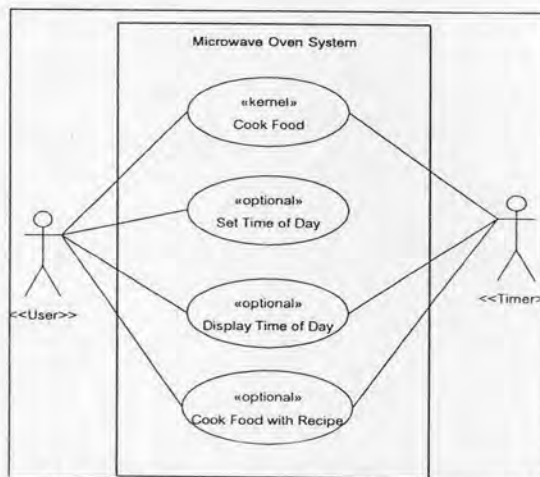 Microwave Oven System
«kernel»
Cook Food
«optional»
Set Time of Day
<<User>>
<<Timer>>
«optional»
Display Time of Day
«optional»
Cook Food with Recipe